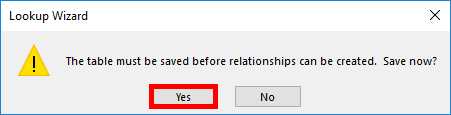 Lookup Wizard
The table must be saved before relationships can be created.  Save now?
Yes No